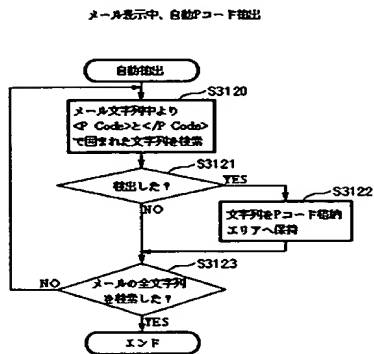 メール表示中、自動Pコード抽出
自動抽出
S3120
メール文字列中より
<P Code>と</P Code>
で囲まれた文字列を検索
S3121
検出した？
YES
S3122
NO
文字列をPコード格納
エリアへ保持
S3123
NO
メールの全文字列
を検索した？
YES
エンド